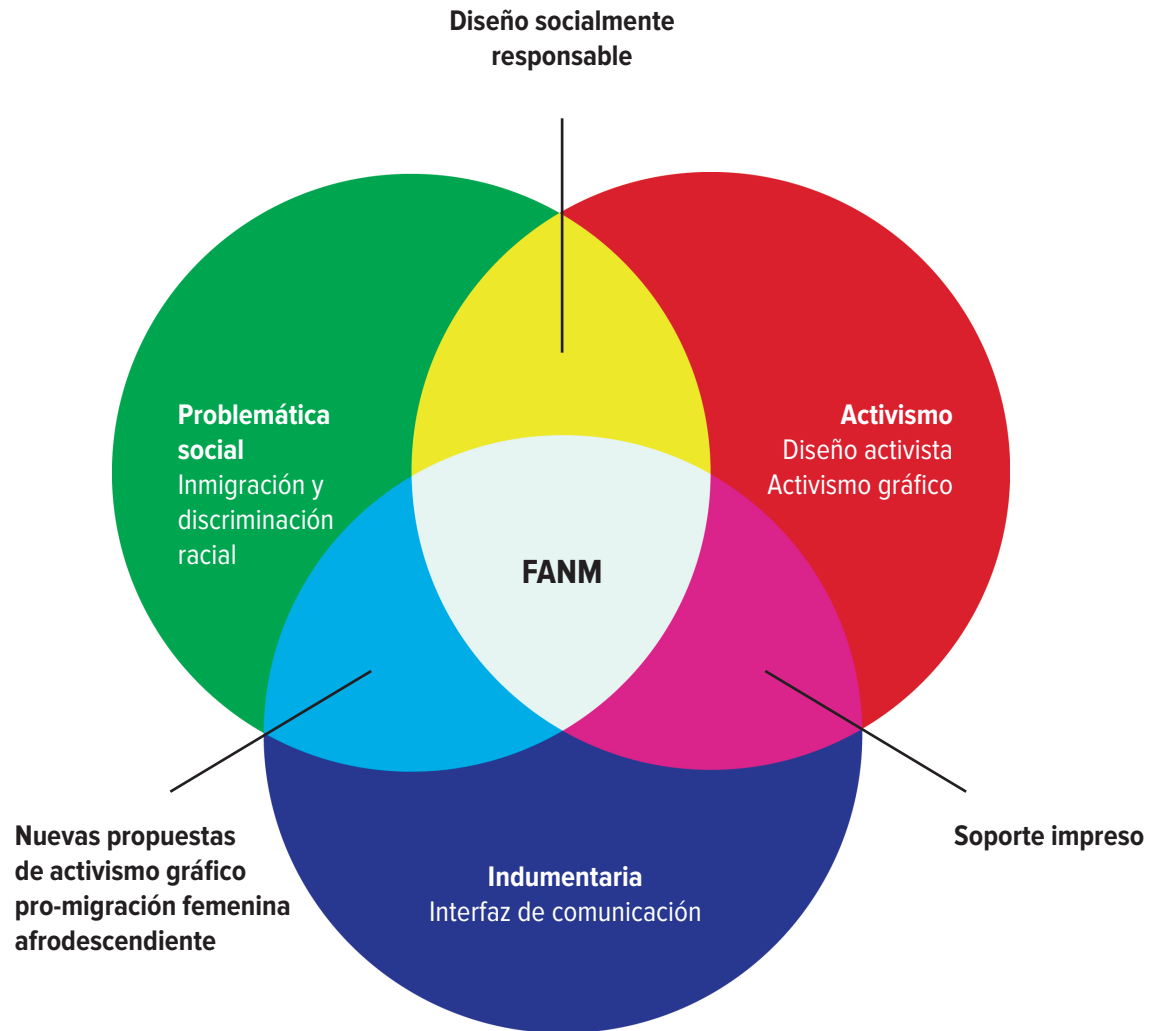 Diseño socialmente
responsable
Problemática
social
Inmigración y
discriminación
racial
Activismo
Diseño activista
Activismo gráfico
FANM
Nuevas propuestas
de activismo gráfico
pro-migración femenina
afrodescendiente
Soporte impreso
Indumentaria
Interfaz de comunicación